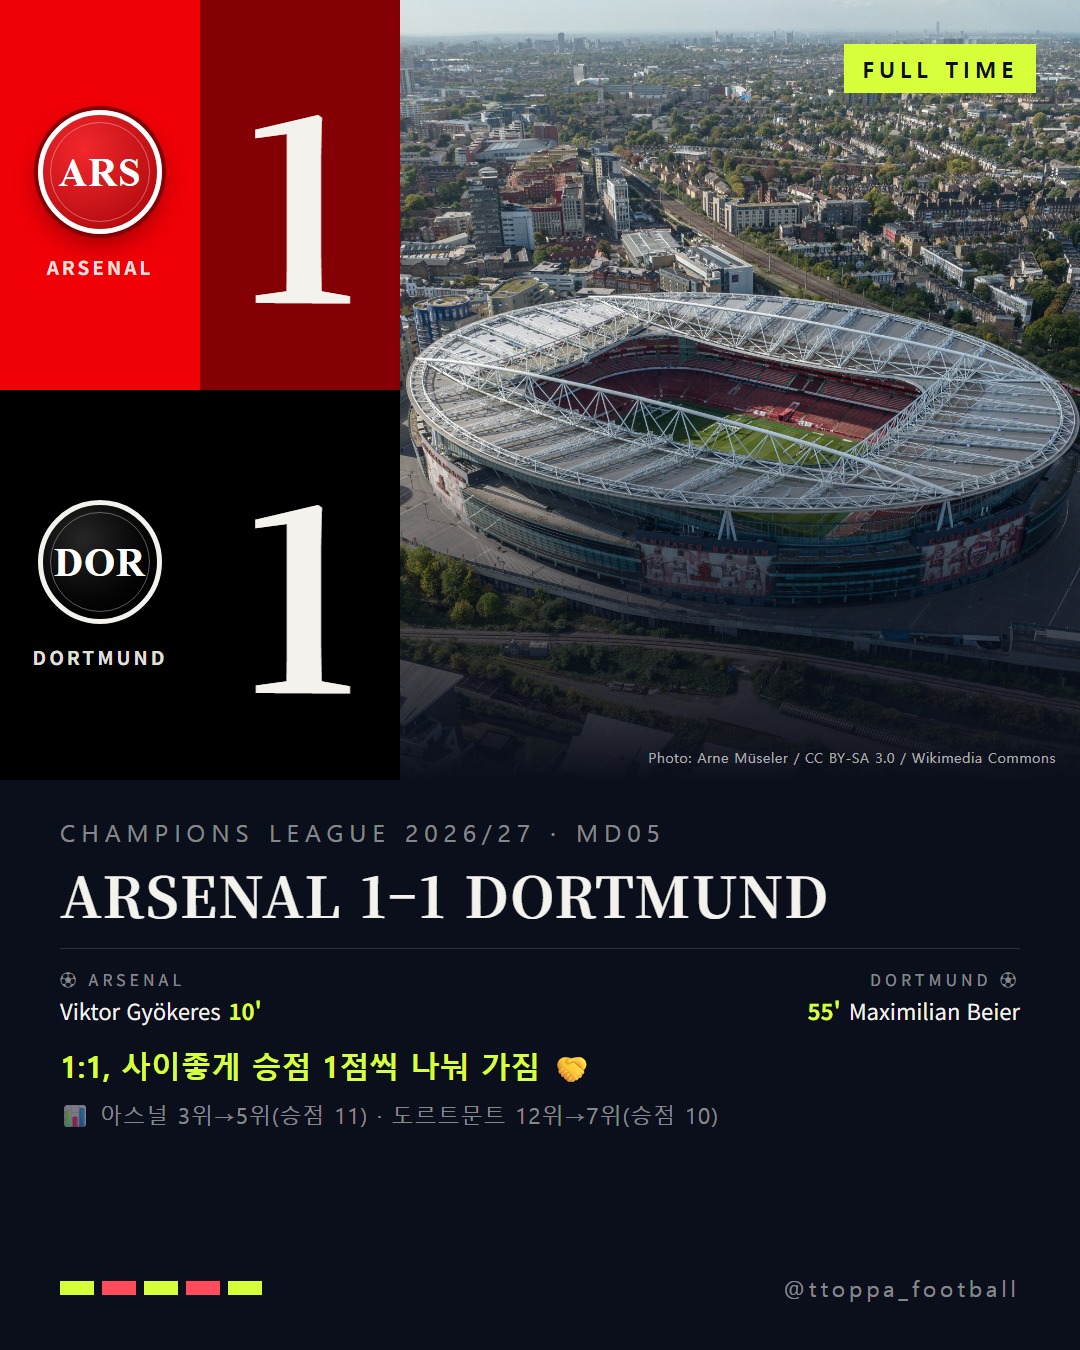 ARS
ARSENAL
1
DOR
DORTMUND
1
FULL TIME
Photo: Arne Müseler / CC BY-SA 3.0 / Wikimedia Commons
CHAMPIONS LEAGUE 2026/27 · MD05
ARSENAL 1–1 DORTMUND
⚽ ARSENAL
Viktor Gyökeres 10'
DORTMUND ⚽
55' Maximilian Beier
1:1, 사이좋게 승점 1점씩 나눠 가짐 🤝
📊 아스널 3위→5위(승점 11) · 도르트문트 12위→7위(승점 10)
@ttoppa_football